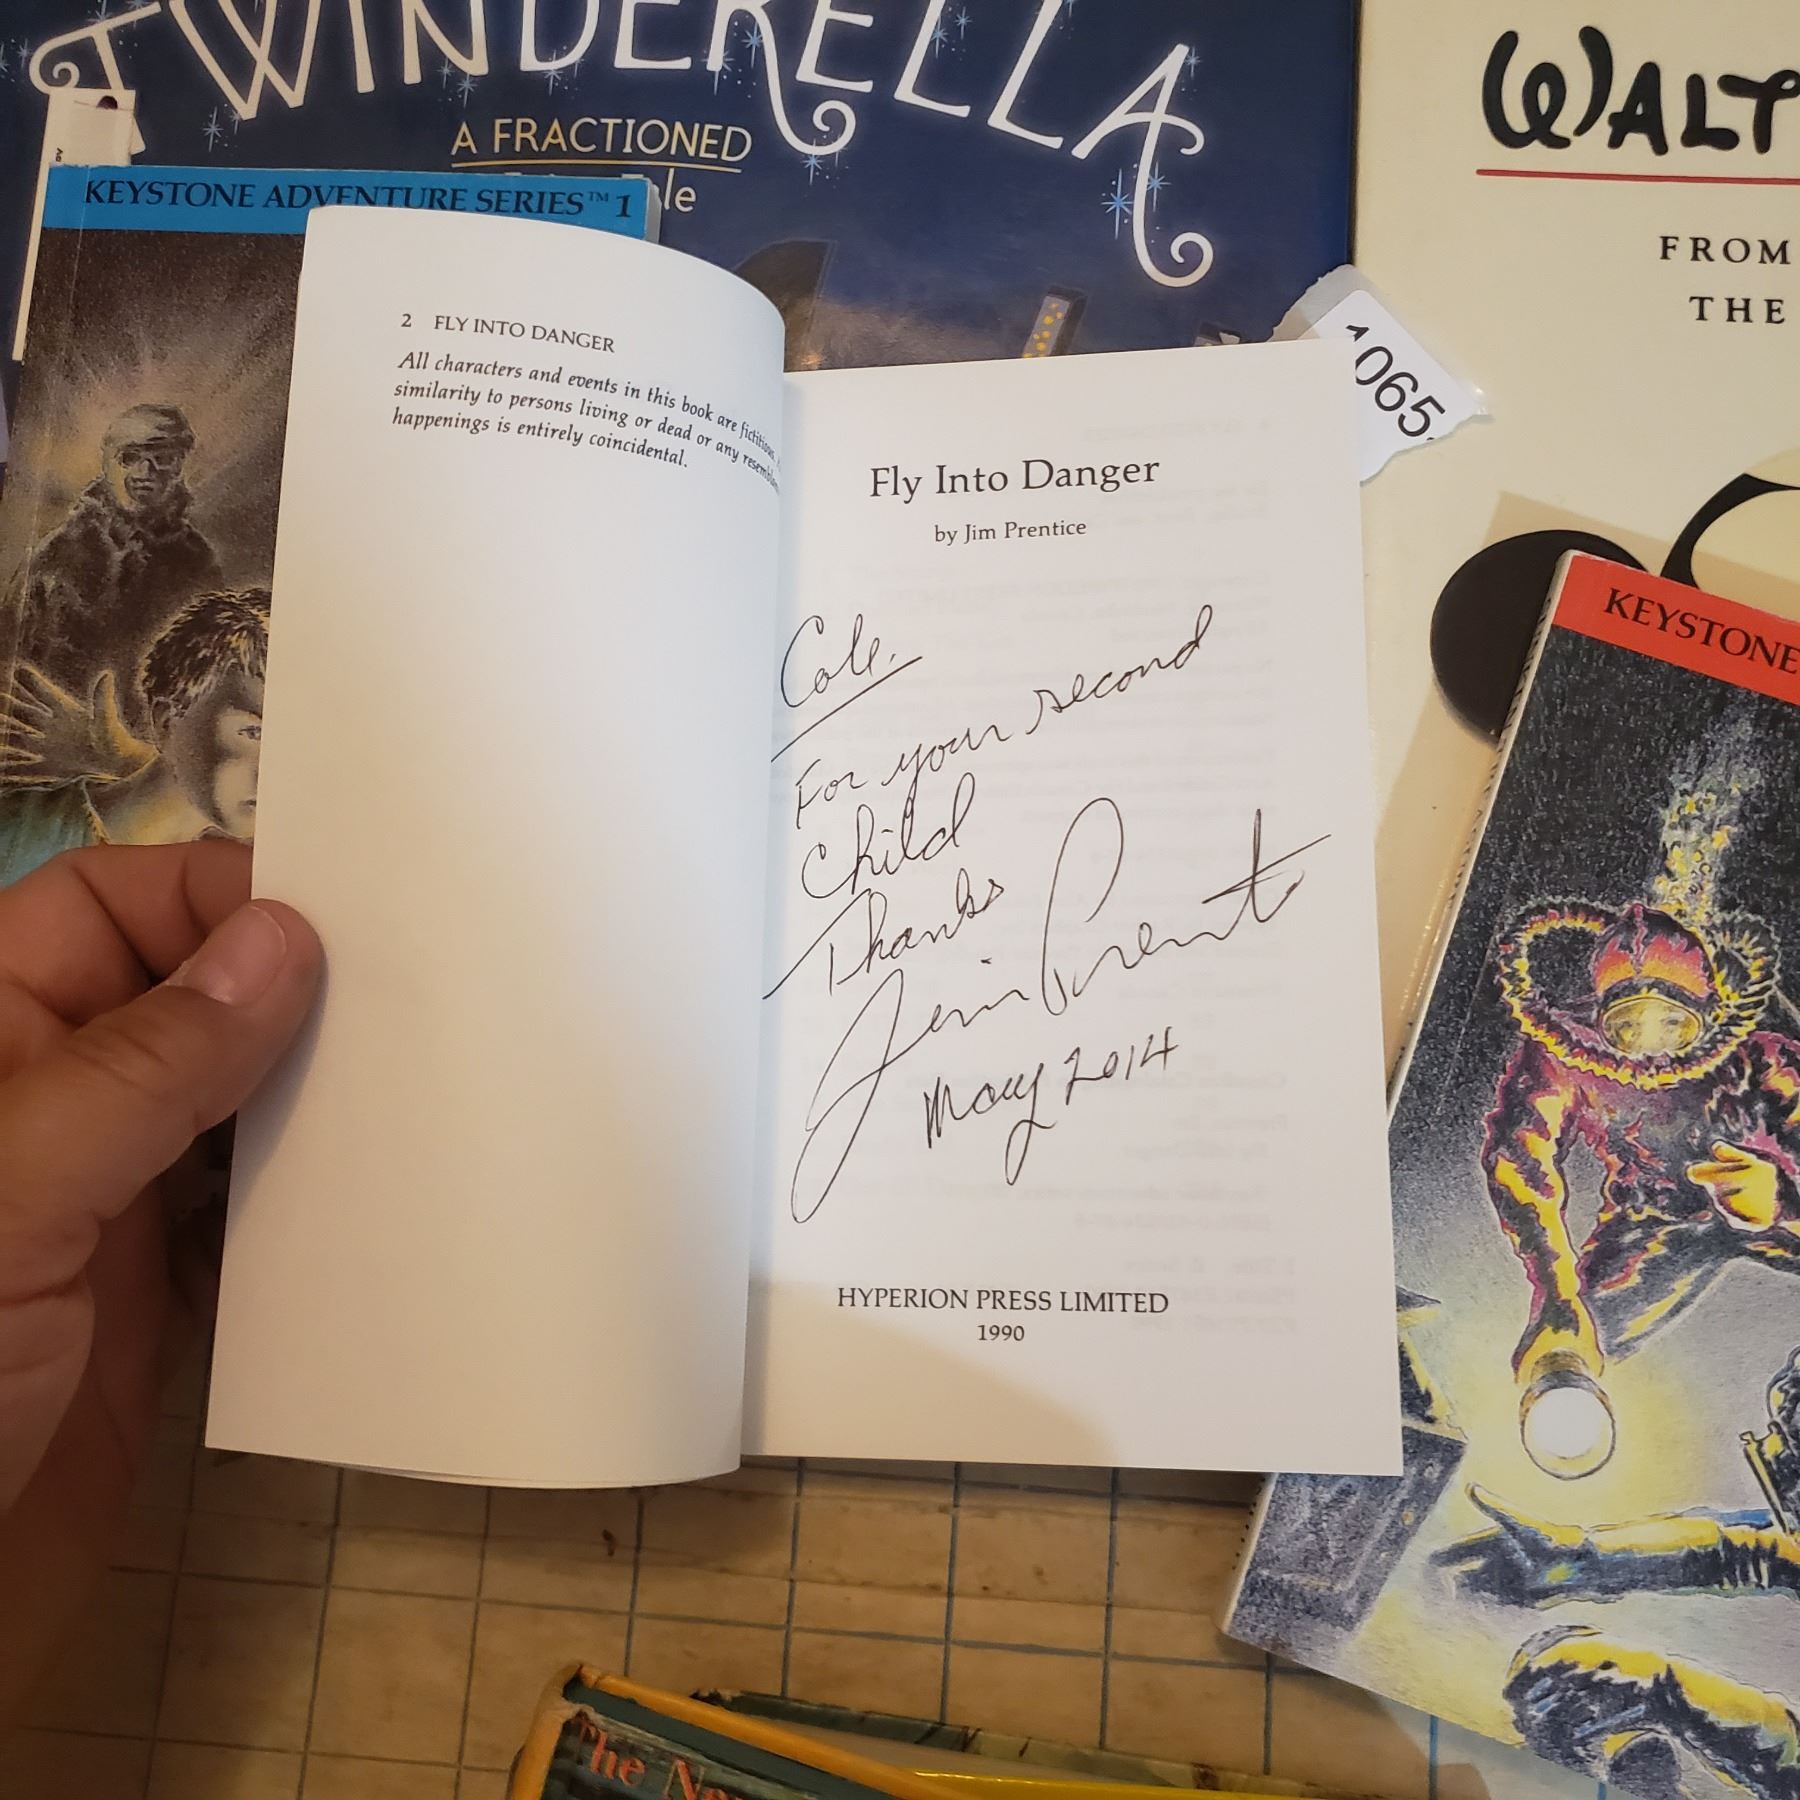 TWINDERELLA
A FRACTIONED
WALT
FROM
THE
KEYSTONE ADVENTURE SERIES™ 1
1065.
2 FLY INTO DANGER
All characters and events in this book are fictitious.
similarity to persons living or dead or any
happenings is entirely coincidental.
Fly Into Danger
by Jim Prentice
Cole.
For your second
Child
Thanks
Jim Prentice
May 2014
HYPERION PRESS LIMITED
1990
KEYSTONE
The